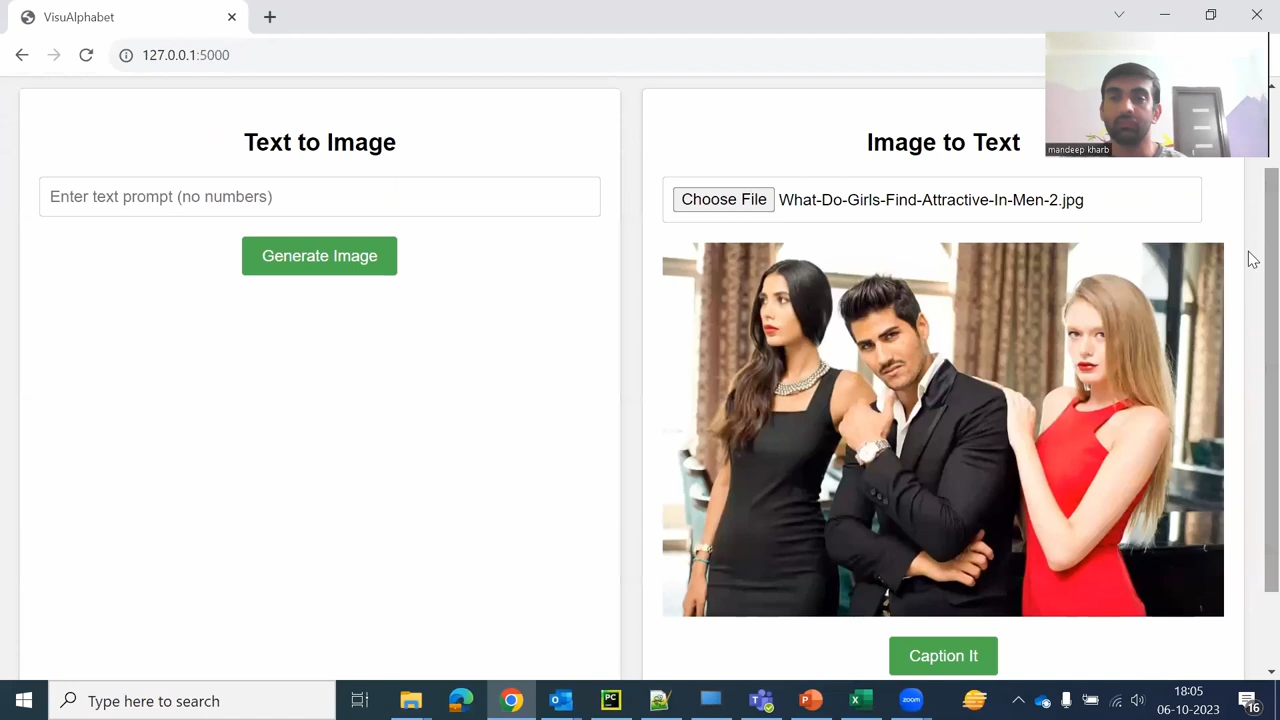 VisuAlphabet
127.0.0.1:5000
mandeep kharb
Text to Image
Enter text prompt (no numbers)
Generate Image
Image to Text
Choose File What-Do-Girls-Find-Attractive-In-Men-2.jpg
Caption It
Type here to search
PC
zoom
18:05
06-10-2023
16